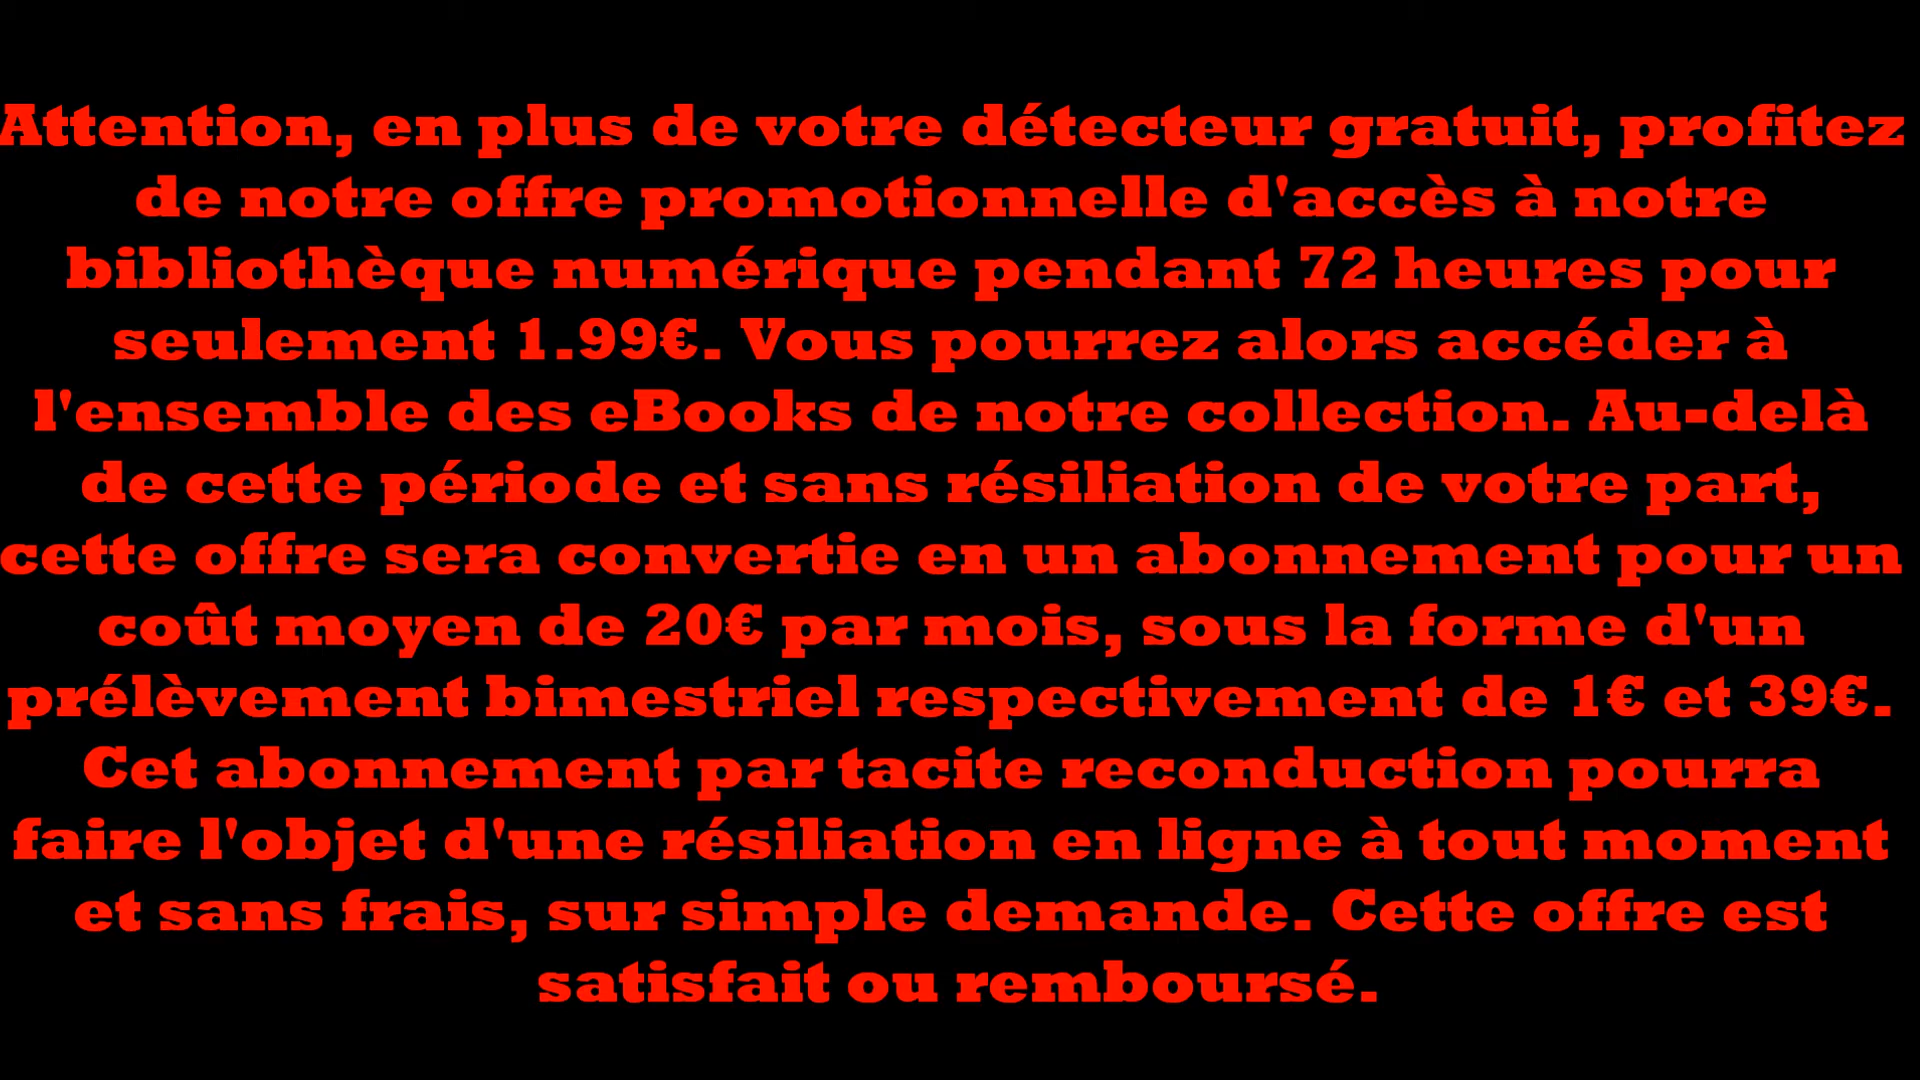 Attention, en plus de votre détecteur gratuit, profitez
de notre offre promotionnelle d'accès à notre
bibliothèque numérique pendant 72 heures pour
seulement 1.99€. Vous pourrez alors accéder à
l'ensemble des eBooks de notre collection. Au-delà
de cette période et sans résiliation de votre part,
cette offre sera convertie en un abonnement pour un
coût moyen de 20€ par mois, sous la forme d'un
prélèvement bimestriel respectivement de 1€ et 39€.
Cet abonnement par tacite reconduction pourra
faire l'objet d'une résiliation en ligne à tout moment
et sans frais, sur simple demande. Cette offre est
satisfait ou remboursé.